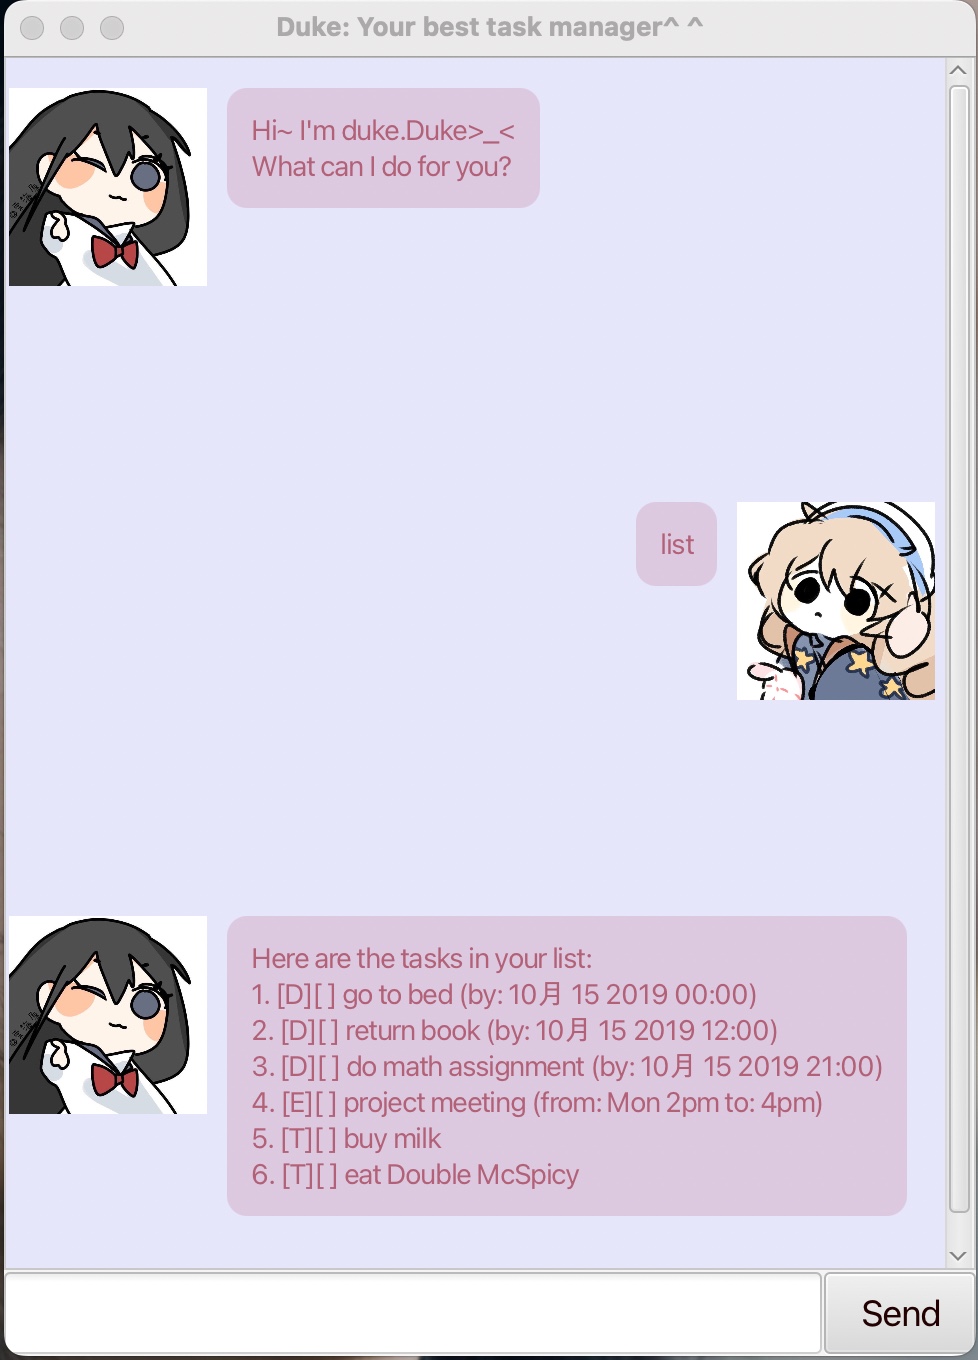 Duke: Your best task manager^ ^
Hi~ I'm duke.Duke>_<
What can I do for you?
list
Here are the tasks in your list:
1. [D][ ] go to bed (by: 10月 15 2019 00:00)
2. [D][ ] return book (by: 10月 15 2019 12:00)
3. [D][ ] do math assignment (by: 10月 15 2019 21:00)
4. [E][ ] project meeting (from: Mon 2pm to: 4pm)
5. [T][ ] buy milk
6. [T][ ] eat Double McSpicy
Send